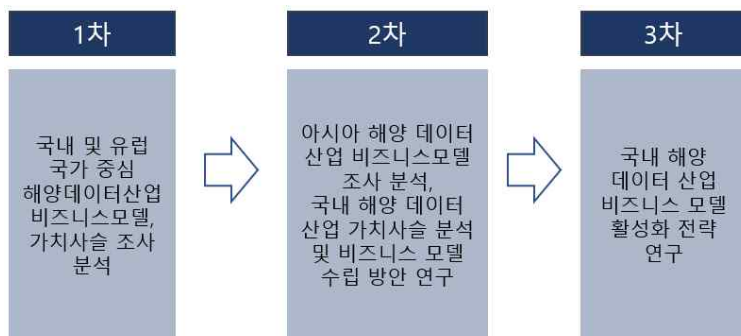 1차
국내 및 유럽
국가 중심
해양데이터산업
비즈니스모델,
가치사슬 조사
분석
2차
아시아 해양 데이터
산업 비즈니스모델
조사 분석,
국내 해양 데이터
산업 가치사슬 분석
및 비즈니스 모델
수립 방안 연구
3차
국내 해양
데이터 산업
비즈니스 모델
활성화 전략
연구